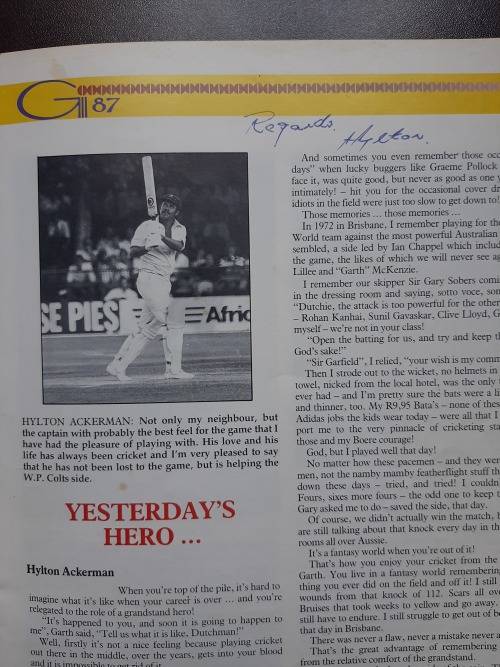 G 87
Regards.
Hylton.
SE PIES
Afric
HYLTON ACKERMAN: Not only my neighbour, but
the captain with probably the best feel for the game that I
have had the pleasure of playing with. His love and his
life has always been cricket and I'm very pleased to say
that he has not been lost to the game, but is helping the
W.P. Colts side.
YESTERDAY'S
HERO ...
Hylton Ackerman
When you're top of the pile, it's hard to
imagine what it's like when your career is over ... and you're
relegated to the role of a grandstand hero!
"It's happened to you, and soon it is going to happen to
me", Garth said, "Tell us what it is like, Dutchman!"
Well, firstly it's not a nice feeling because playing cricket
out there in the middle, over the years, gets into your blood
and it is impossible to get rid of it.
And sometimes you even remember those occ
days" when lucky buggers like Graeme Pollock
face it, was quite good, but never as good as one
intimately! – hit you for the occasional cover dr
idiots in the field were just too slow to get down to!
Those memories ... those memories ...
In 1972 in Brisbane, I remember playing for the
World team against the most powerful Australian
sembled, a side led by Ian Chappel which includ
the game, the likes of which we will never see ag
Lillee and "Garth" McKenzie.
I remember our skipper Sir Gary Sobers comi
in the dressing room and saying, sotto voce, som
"Dutchie, the attack is too powerful for the other
– Rohan Kanhai, Sunil Gavaskar, Clive Lloyd, G
myself – we're not in your class!
"Open the batting for us, and try and keep th
God's sake!"
"Sir Garfield", I relied, "your wish is my comm
Then I strode out to the wicket, no helmets in
towel, nicked from the local hotel, was the only
ever had – and I'm pretty sure the bats were a li
and thinner, too. My R9,95 Bata's – none of thes
Adidas jobs the kids wear today – were all that I
port me to the very pinnacle of cricketing sta
those and my Boere courage!
God, but I played well that day!
No matter how these pacemen – and they wer
men, not the namby mamby featherfluff stuff th
down these days – tried, and tried! I couldn'
Fours, sixes more fours – the odd one to keep t
Gary asked me to do – saved the side, that day.
Of course, we didn't actually win the match, b
are still talking about that knock every day in th
rooms all over Aussie.
It's a fantasy world when you're out of it!
That's how you enjoy your cricket from the
Garth. You live in a fantasy world rememberin
thing you ever did on the field and off it! I still
wounds from that knock of 112. Scars all ove
Bruises that took weeks to yellow and go away.
still have to endure. I still struggle to get out of be
that day in Brisbane.
There was never a flaw, never a mistake never a
That's the great advantage of remembering
from the relative comfort of the grandst